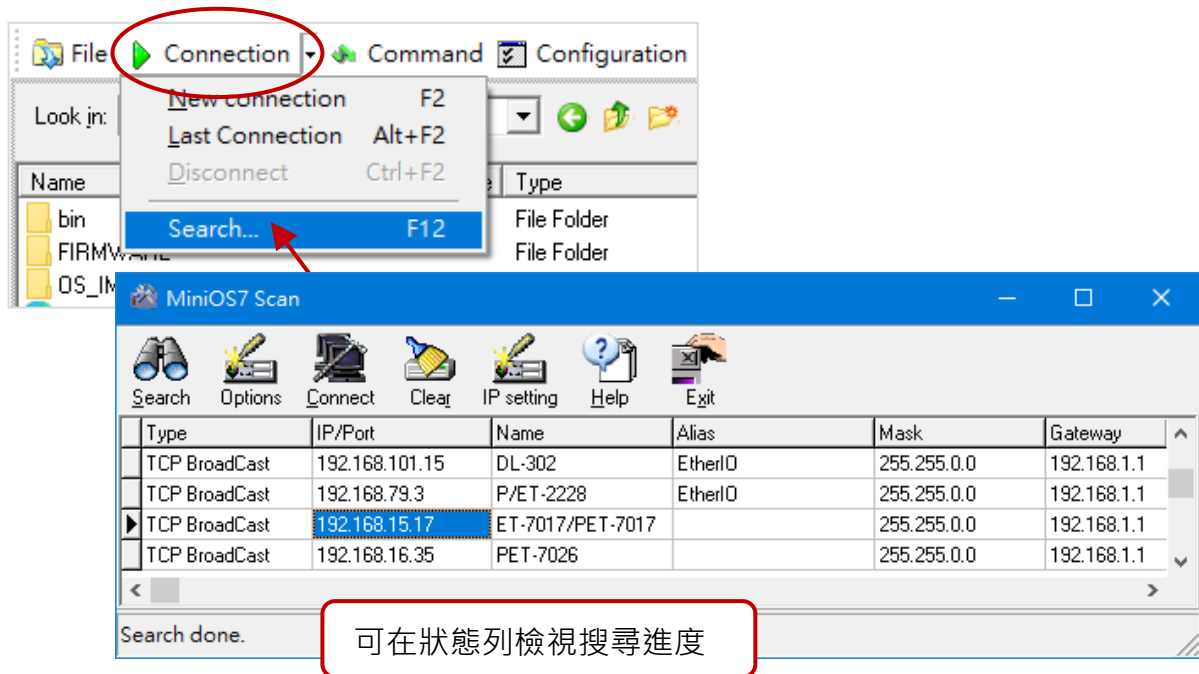 File Connection Command Configuration
Look in:
New connection F2
Last Connection Alt+F2
Disconnect Ctrl+F2
Search... F12
Name Type
bin File Folder
File Folder
MiniOS7 Scan
Search Options Connect Clear IP setting Help Exit
Type IP/Port Name Alias Mask Gateway
TCP BroadCast 192.168.101.15 DL-302 EtherIO 255.255.0.0 192.168.1.1
TCP BroadCast 192.168.79.3 P/ET-2228 EtherIO 255.255.0.0 192.168.1.1
TCP BroadCast 192.168.15.17 ET-7017/PET-7017 255.255.0.0 192.168.1.1
TCP BroadCast 192.168.16.35 PET-7026 255.255.0.0 192.168.1.1
Search done.
可在狀態列檢視搜尋進度